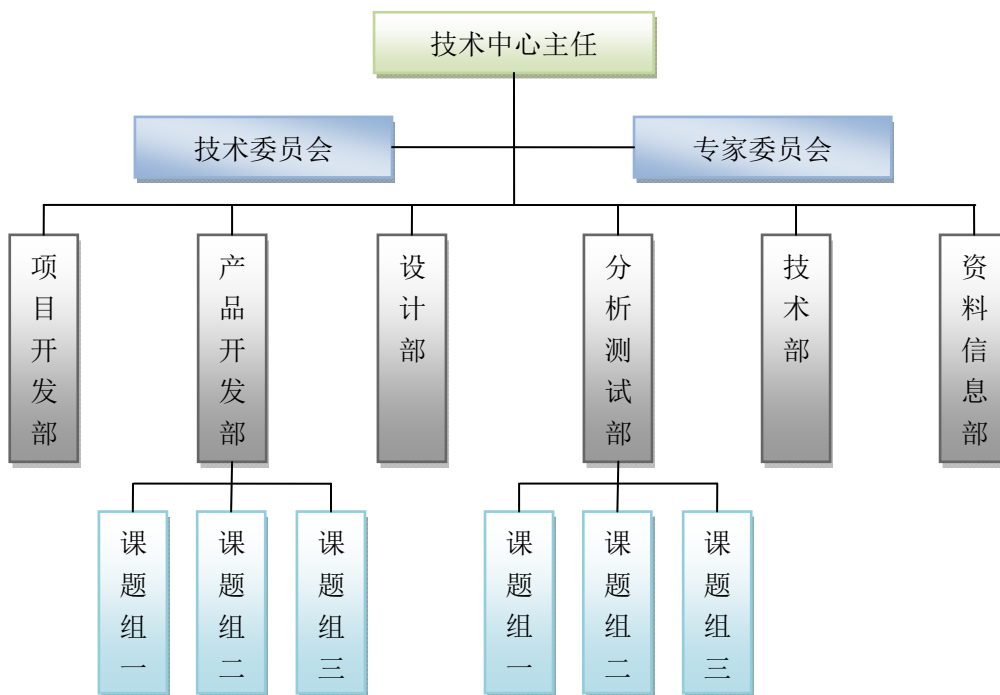 技术中心主任
技术委员会
专家委员会
项目开发部
产品开发部
设计部
分析测试部
技术部
资料信息部
课题组一
课题组二
课题组三
课题组一
课题组二
课题组三